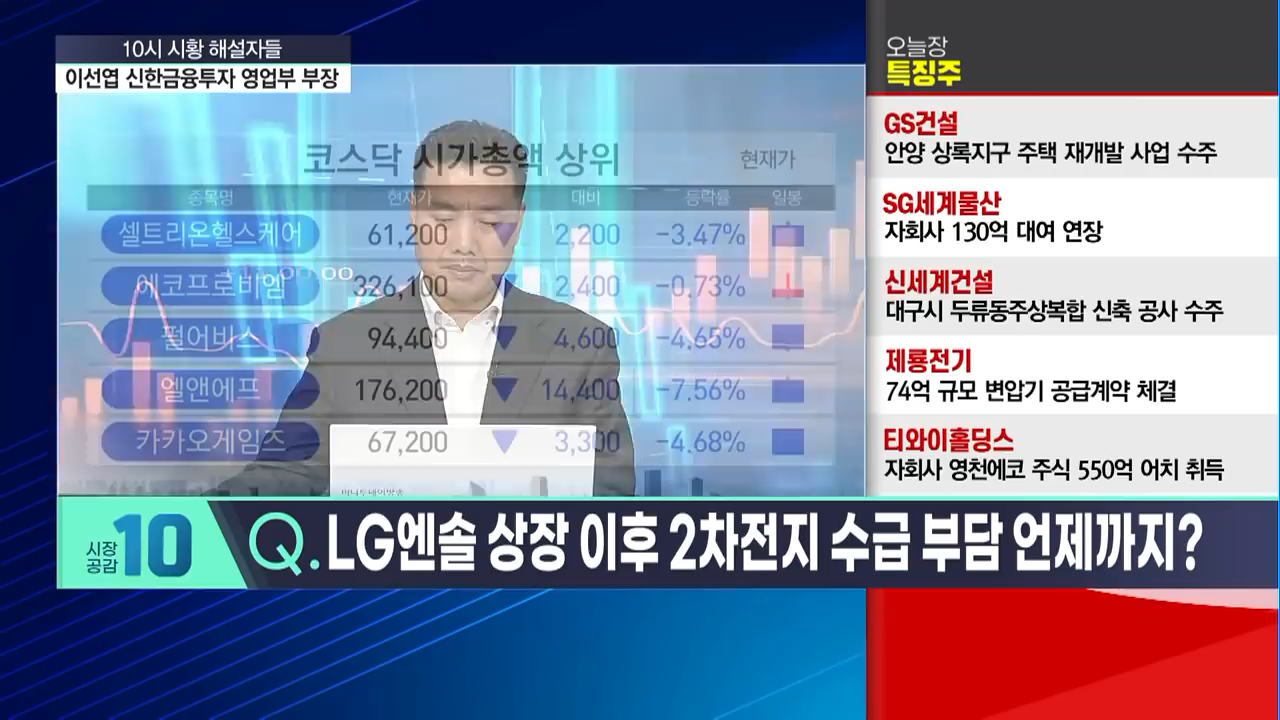 10시 시황 해설자들
이선엽 신한금융투자 영업부 부장
코스닥 시가총액 상위 현재가
종목명 현재가 대비 등락률 일봉
셀트리온헬스케어 61,200 ▼ 2,200 -3.47%
에코프로비엠 326,100 ▼ 2,400 -0.73%
펄어비스 94,400 ▼ 4,600 -4.65%
엘앤에프 176,200 ▼ 14,400 -7.56%
카카오게임즈 67,200 ▼ 3,300 -4.68%
머니투데이방송
시장
공감
10
Q. LG엔솔 상장 이후 2차전지 수급 부담 언제까지?
오늘장
특징주
GS건설
안양 상록지구 주택 재개발 사업 수주
SG세계물산
자회사 130억 대여 연장
신세계건설
대구시 두류동주상복합 신축 공사 수주
제룡전기
74억 규모 변압기 공급계약 체결
티와이홀딩스
자회사 영천에코 주식 550억 어치 취득